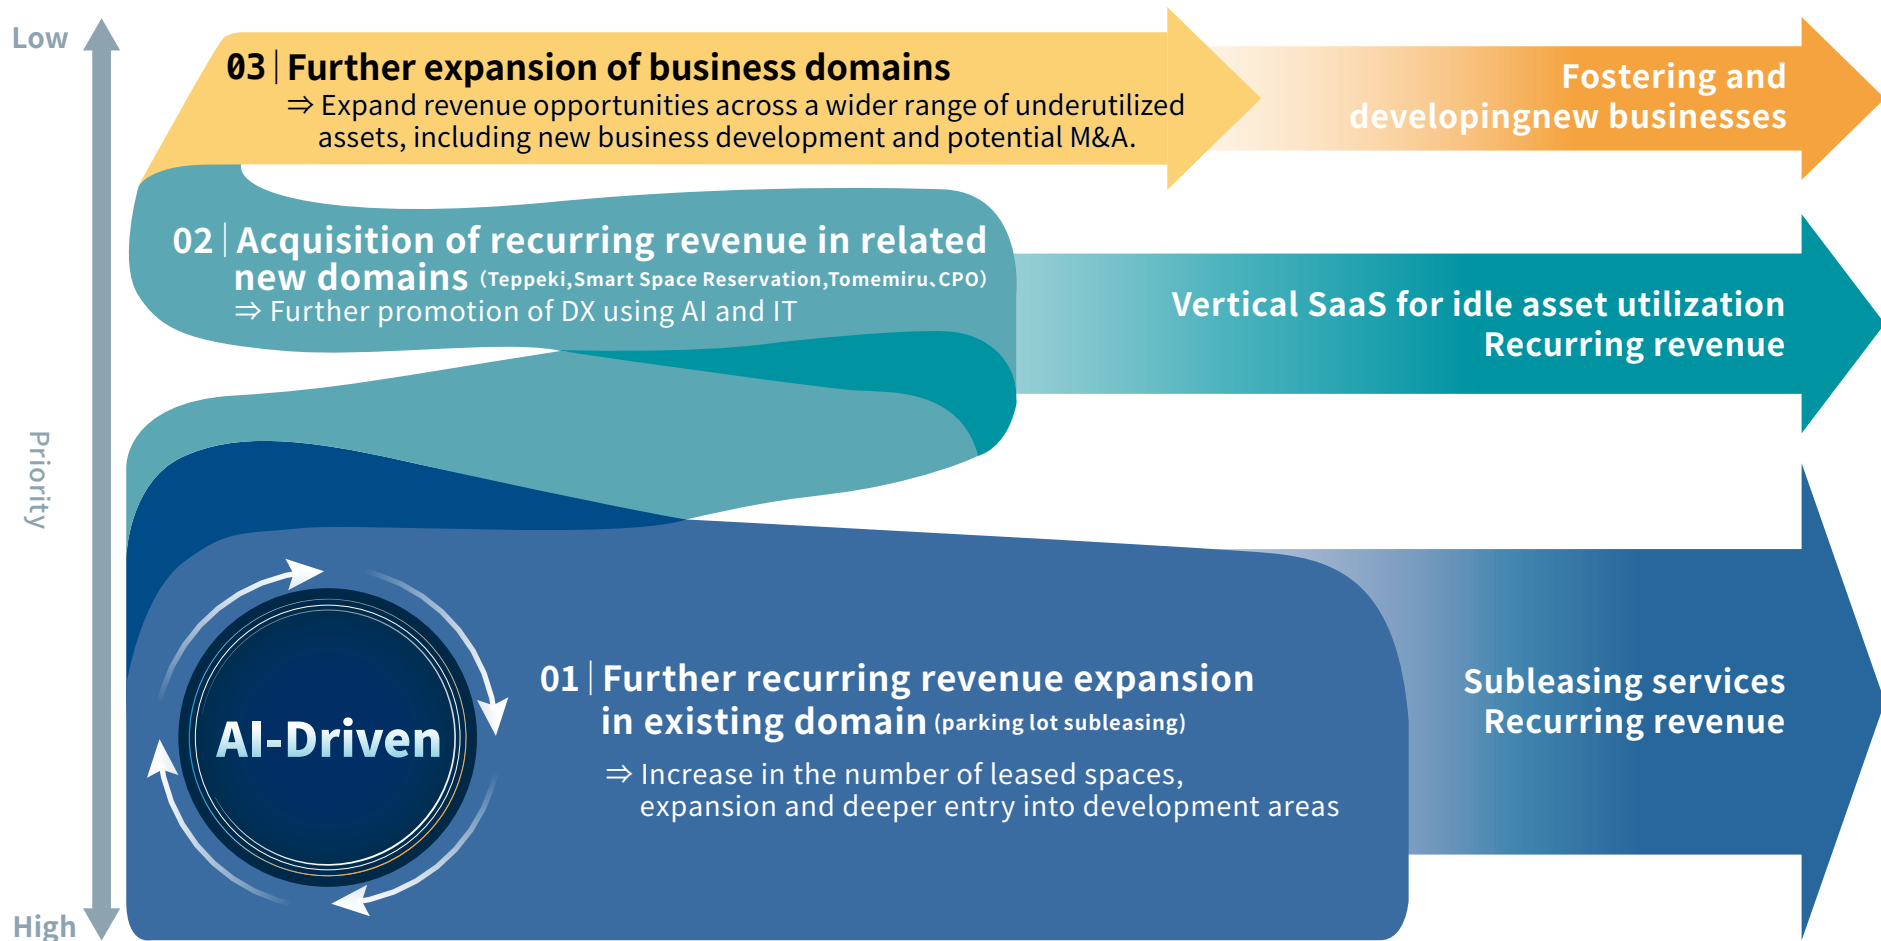 Low
03 Further expansion of business domains
⇒ Expand revenue opportunities across a wider range of underutilized
assets, including new business development and potential M&A.
Fostering and
developingnew businesses
02 Acquisition of recurring revenue in related
new domains (Teppeki,Smart Space Reservation,Tomemiru、CPO)
⇒ Further promotion of DX using AI and IT
Vertical SaaS for idle asset utilization
Recurring revenue
Priority
AI-Driven
01 Further recurring revenue expansion
in existing domain (parking lot subleasing)
⇒ Increase in the number of leased spaces,
expansion and deeper entry into development areas
Subleasing services
Recurring revenue
High